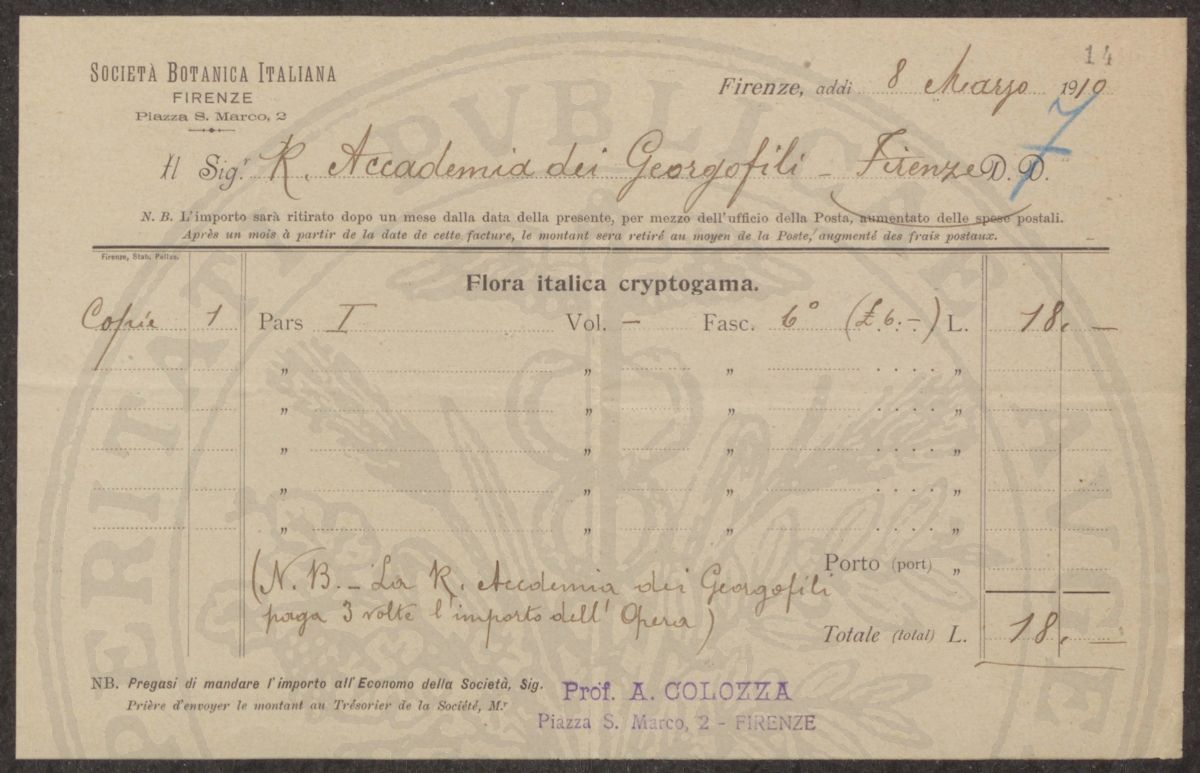 14
SOCIETÀ BOTANICA ITALIANA
FIRENZE
Piazza S. Marco, 2
Firenze, addi 8 Marzo 1910
7
Il Sig.r R. Accademia dei Georgofili - Firenze D. D.
N. B. L'importo sarà ritirato dopo un mese dalla data della presente, per mezzo dell'ufficio della Posta, aumentato delle spese postali.
Après un mois à partir de la date de cette facture, le montant sera retiré au moyen de la Poste, augmenté des frais postaux.
Firenze, Stab. Pellas.
Flora italica cryptogama.
Copie 1 Pars I Vol. — Fasc. 6° (£ 6. -) L. 18. —
" " " . . . . "
" " " . . . . "
" " " . . . . "
" " " . . . . "
" " " . . . . "
Porto (port) "
(N. B. - La R. Accdemia dei Georgofili
paga 3 volte l'importo dell' Opera)
Totale (total) L. 18. —
NB. Pregasi di mandare l'importo all'Economo della Società, Sig.
Prière d'envoyer le montant au Trésorier de la Société, M.r
Prof. A. COLOZZA
Piazza S. Marco, 2 - FIRENZE